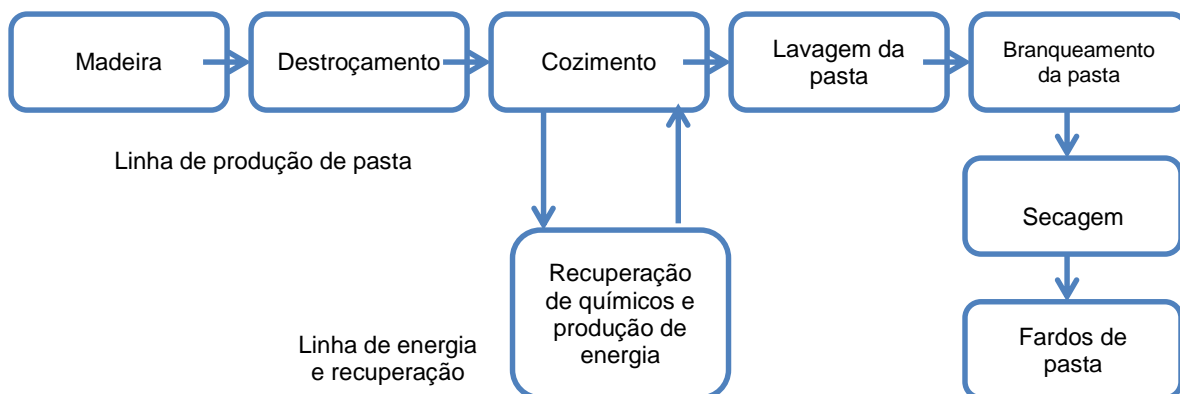 Madeira
Destroçamento
Cozimento
Lavagem da
pasta
Branqueamento
da pasta
Linha de produção de pasta
Secagem
Recuperação
de químicos e
produção de
energia
Linha de energia
e recuperação
Fardos de
pasta